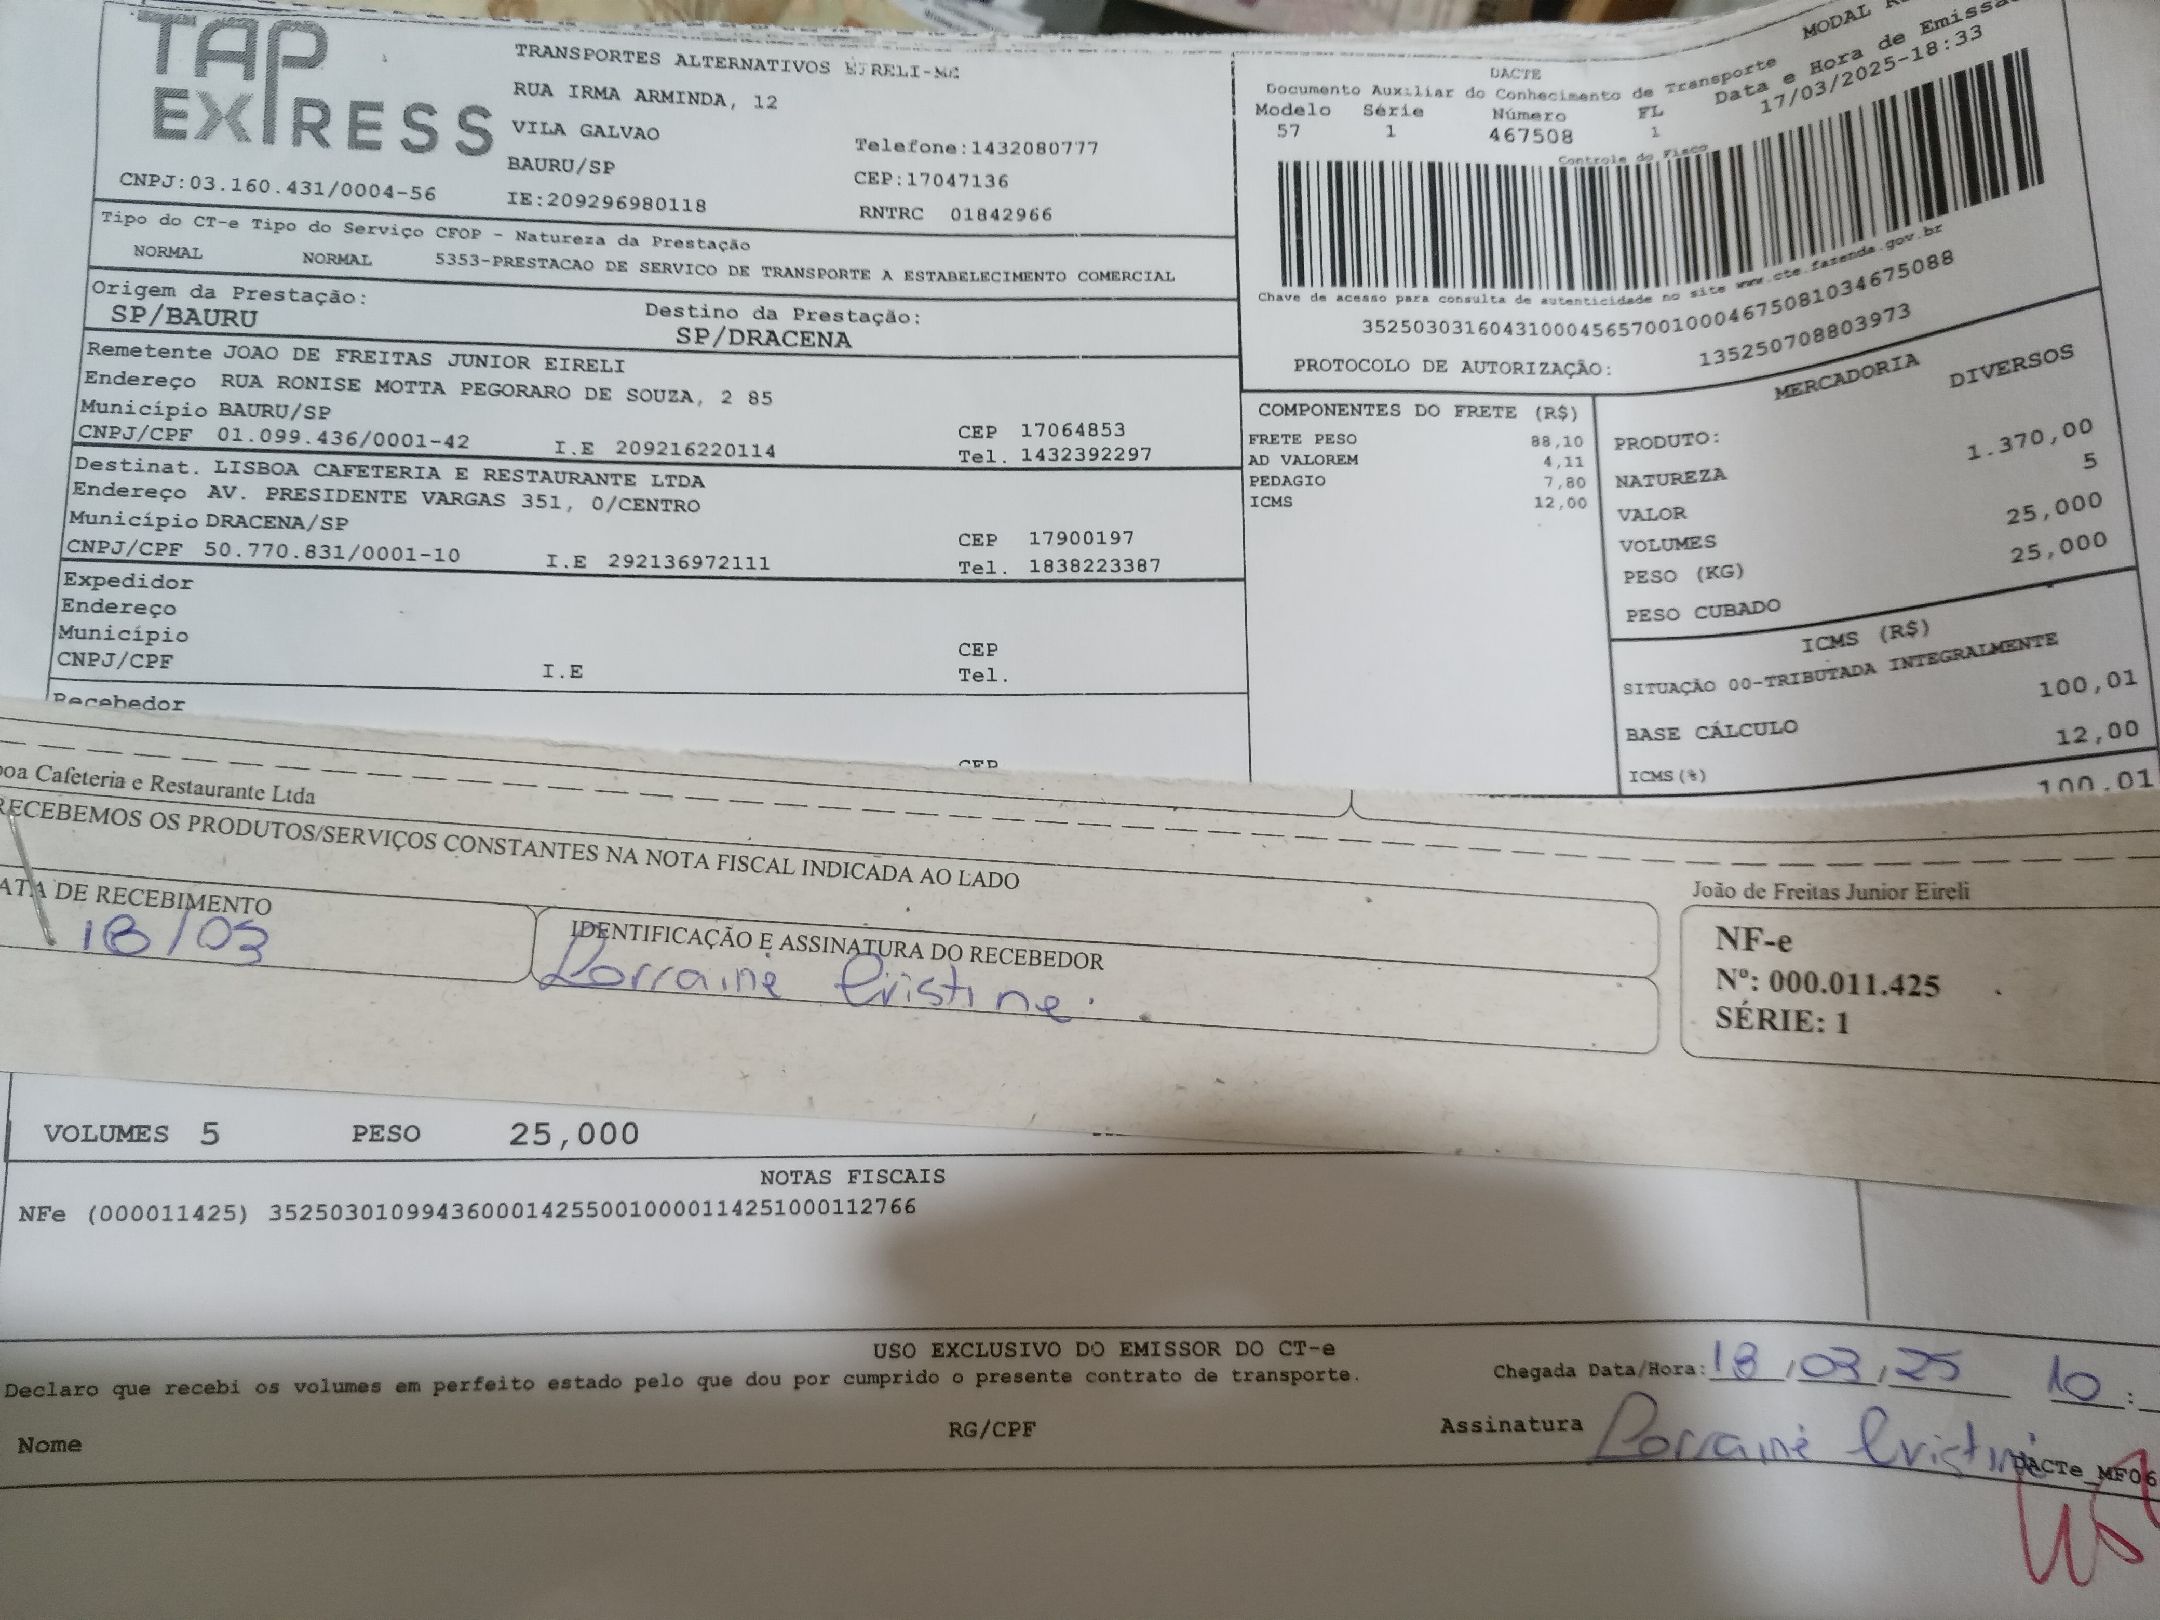 TAP EXPRESS
TRANSPORTES ALTERNATIVOS EIRELI-ME
RUA IRMA ARMINDA, 12
VILA GALVAO
BAURU/SP
Telefone:1432080777
CEP:17047136
CNPJ:03.160.431/0004-56
IE:209296980118
RNTRC 01842966
DACTE
Documento Auxiliar do Conhecimento de Transporte
MODAL
Modelo Série Número FL Data e Hora de Emissão
57 1 467508 1 17/03/2025-18:33
Controle do Fisco
Chave de acesso para consulta de autenticidade no site www.cte.fazenda.gov.br
35250303160431000456570010004675081034675088
PROTOCOLO DE AUTORIZAÇÃO: 135250708803973
Tipo do CT-e Tipo do Serviço CFOP - Natureza da Prestação
NORMAL NORMAL 5353-PRESTACAO DE SERVICO DE TRANSPORTE A ESTABELECIMENTO COMERCIAL
Origem da Prestação: Destino da Prestação:
SP/BAURU SP/DRACENA
Remetente JOAO DE FREITAS JUNIOR EIRELI
Endereço RUA RONISE MOTTA PEGORARO DE SOUZA, 2 85
Município BAURU/SP CEP 17064853
CNPJ/CPF 01.099.436/0001-42 I.E 209216220114 Tel. 1432392297
Destinat. LISBOA CAFETERIA E RESTAURANTE LTDA
Endereço AV. PRESIDENTE VARGAS 351, 0/CENTRO
Município DRACENA/SP CEP 17900197
CNPJ/CPF 50.770.831/0001-10 I.E 292136972111 Tel. 1838223387
Expedidor
Endereço
Município CEP
CNPJ/CPF I.E Tel.
Recebedor
CEP
COMPONENTES DO FRETE (R$)
FRETE PESO 88,10
AD VALOREM 4,11
PEDAGIO 7,80
ICMS 12,00
MERCADORIA
PRODUTO: DIVERSOS
NATUREZA
VALOR 1.370,00
VOLUMES 5
PESO (KG) 25,000
PESO CUBADO 25,000
ICMS (R$)
SITUAÇÃO 00-TRIBUTADA INTEGRALMENTE
BASE CÁLCULO 100,01
ICMS(%) 12,00
100,01
boa Cafeteria e Restaurante Ltda
RECEBEMOS OS PRODUTOS/SERVIÇOS CONSTANTES NA NOTA FISCAL INDICADA AO LADO
ATA DE RECEBIMENTO
18/03
IDENTIFICAÇÃO E ASSINATURA DO RECEBEDOR
Lorraine Cristine.
João de Freitas Junior Eireli
NF-e
Nº: 000.011.425
SÉRIE: 1
VOLUMES 5 PESO 25,000
NOTAS FISCAIS
NFe (000011425) 35250301099436000142550010000114251000112766
USO EXCLUSIVO DO EMISSOR DO CT-e
Declaro que recebi os volumes em perfeito estado pelo que dou por cumprido o presente contrato de transporte.
Chegada Data/Hora: 18/03/25 10:
Nome RG/CPF Assinatura Lorraine Cristine
DACTe_MF06